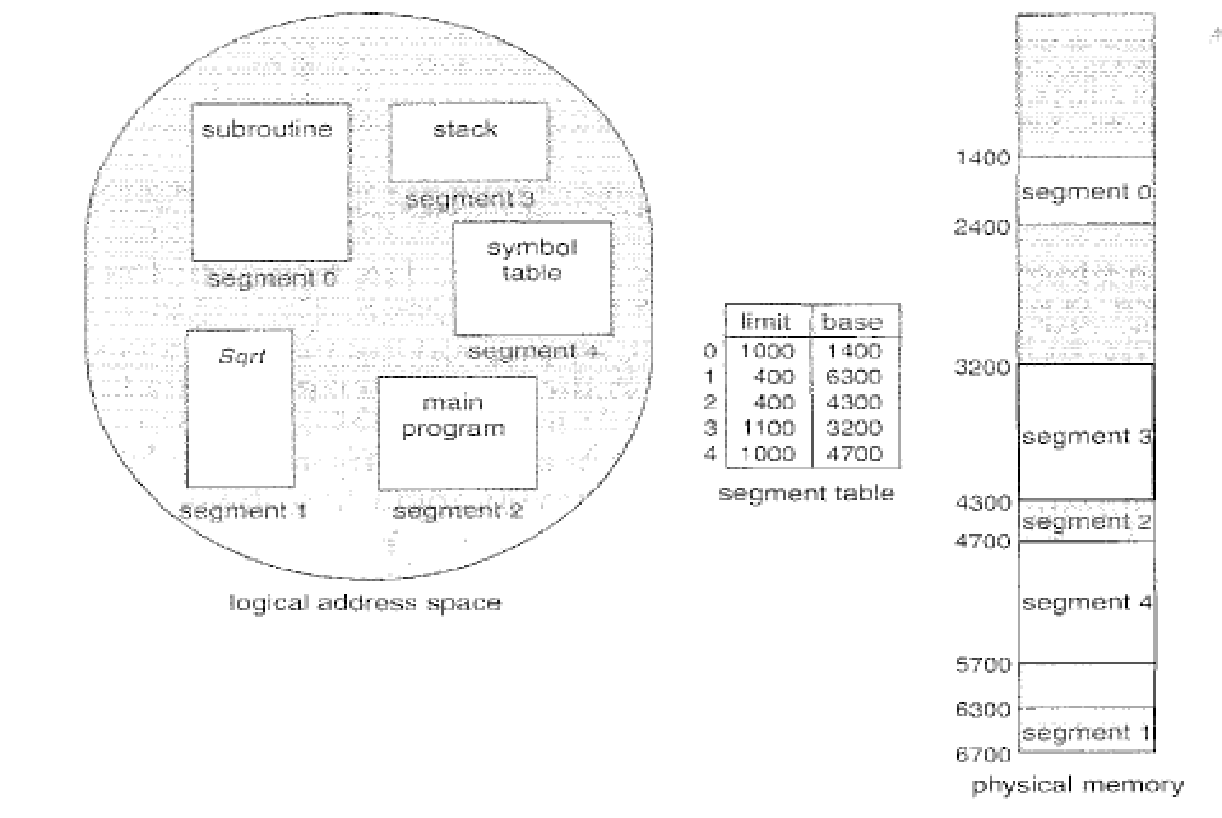 subroutine
segment 0
stack
segment 3
symbol
table
segment 4
Sqrt
segment 1
main
program
segment 2
logical address space
limit base
0 1000 1400
1 400 6300
2 400 4300
3 1100 3200
4 1000 4700
segment table
1400
segment 0
2400
3200
segment 3
4300
segment 2
4700
segment 4
5700
6300
segment 1
6700
physical memory